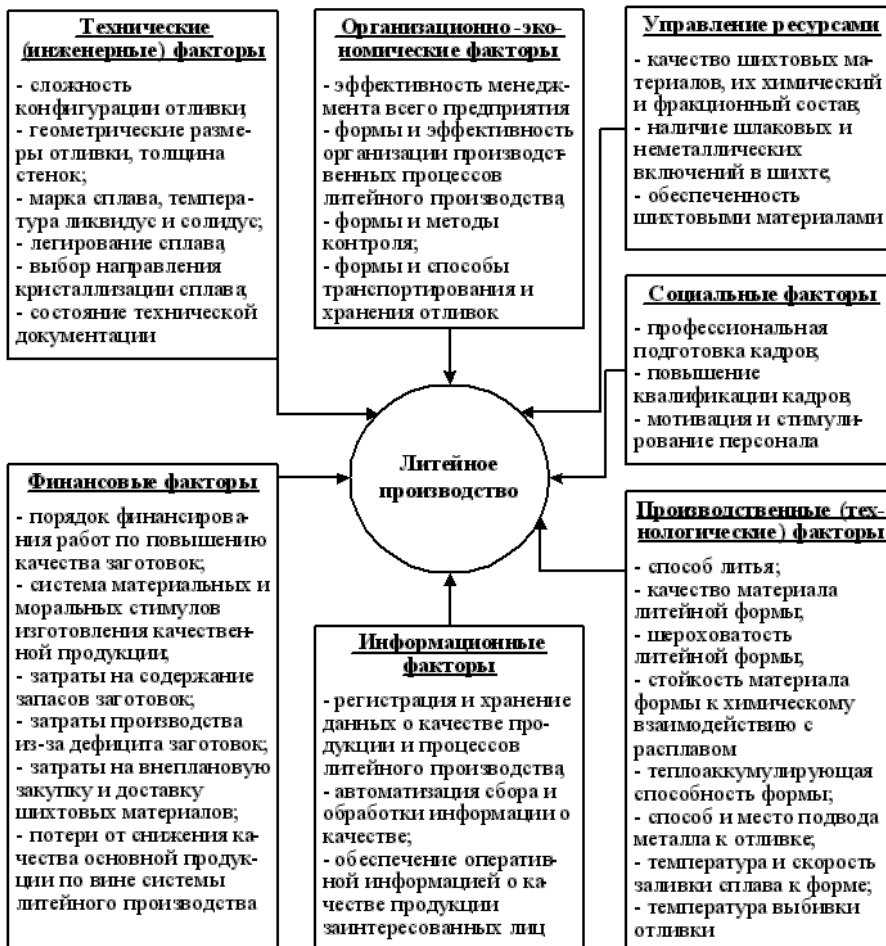 Технические
(инженерные) факторы
- сложность
конфигурации отливки,
- геометрические разме-
ры отливки, толщина
стенок;
- марка сплава, темпера-
тура ликвидус и солидус;
- легирование сплава,
- выбор направления
кристаллизации сплава,
- состояние технической
документации
Организационно-эко-
номические факторы
- эффективность менедж-
мента всего предприятия
- формы и эффективность
организации производст-
венных процессов
литейного производства,
- формы и методы
контроля;
- формы и способы
транспортирования и
хранения отливок
Управление ресурсами
- качество шихтовых ма-
териалов, их химический
и фракционный состав,
- наличие шлаковых и
неметаллических
включений в шихте,
- обеспеченность
шихтовыми материалами
Социальные факторы
- профессиональная
подготовка кадров,
- повышение
квалификации кадров,
- мотивация и стимули-
рование персонала
Литейное
производство
Финансовые факторы
- порядок финансирова-
ния работ по повышению
качества заготовок;
- система материальных и
моральных стимулов
изготовления качествен-
ной продукции;
- затраты на содержание
запасов заготовок;
- затраты производства
из-за дефицита заготовок;
- затраты на внеплановую
закупку и доставку
шихтовых материалов;
- потери от снижения ка-
чества основной продук-
ции по вине системы
литейного производства
Информационные
факторы
- регистрация и хранение
данных о качестве про-
дукции и процессов
литейного производства,
- автоматизация сбора и
обработки информации о
качестве;
- обеспечение оператив-
ной информацией о ка-
честве продукции
заинтересованных лиц
Производственные (тех-
нологические) факторы
- способ литья;
- качество материала
литейной формы;
- шероховатость
литейной формы;
- стойкость материала
формы к химическому
взаимодействию с
расплавом
- теплоаккумулирующая
способность формы;
- способ и место подвода
металла к отливке;
- температура и скорость
заливки сплава к форме;
- температура выбивки
отливки